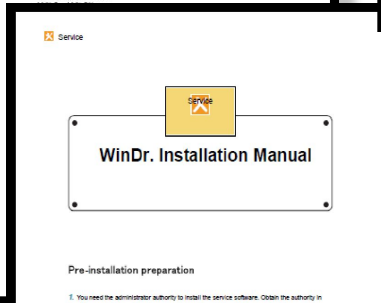 Service
Service
WinDr. Installation Manual
Pre-installation preparation
1. You need the administrator authority to install the service software. Obtain the authority in